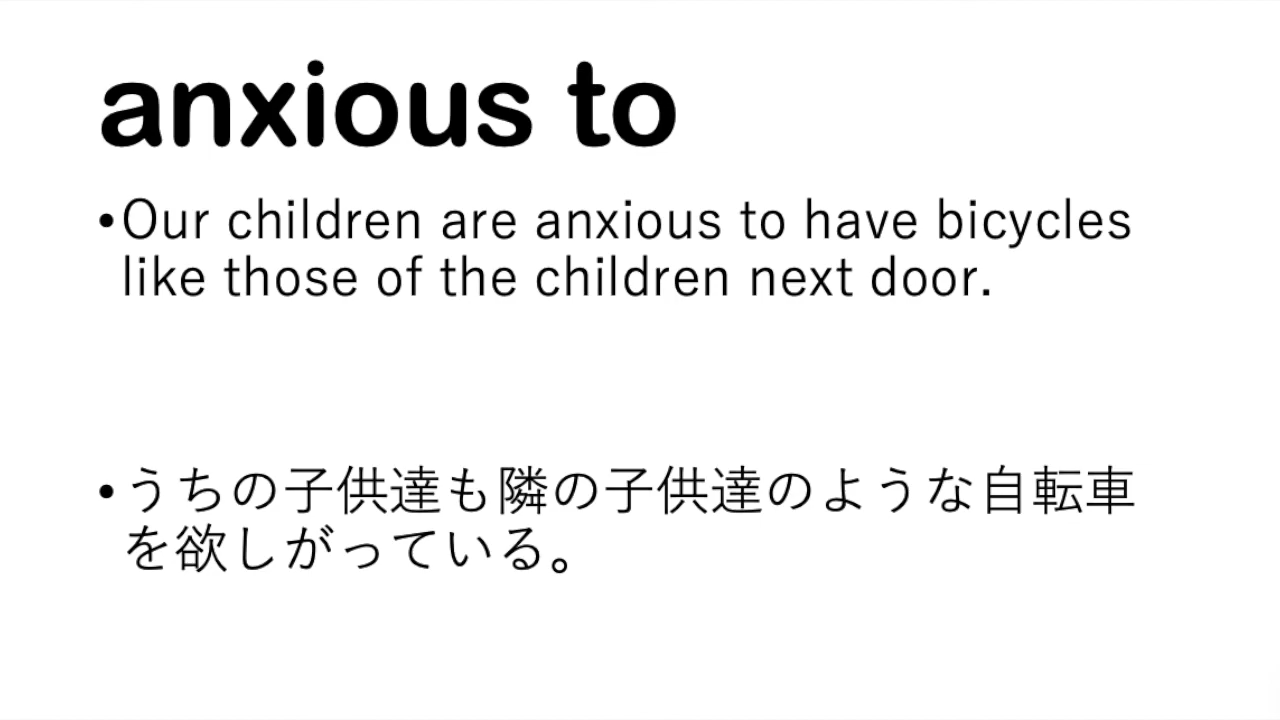 anxious to
•Our children are anxious to have bicycles
like those of the children next door.
•うちの子供達も隣の子供達のような自転車
を欲しがっている。